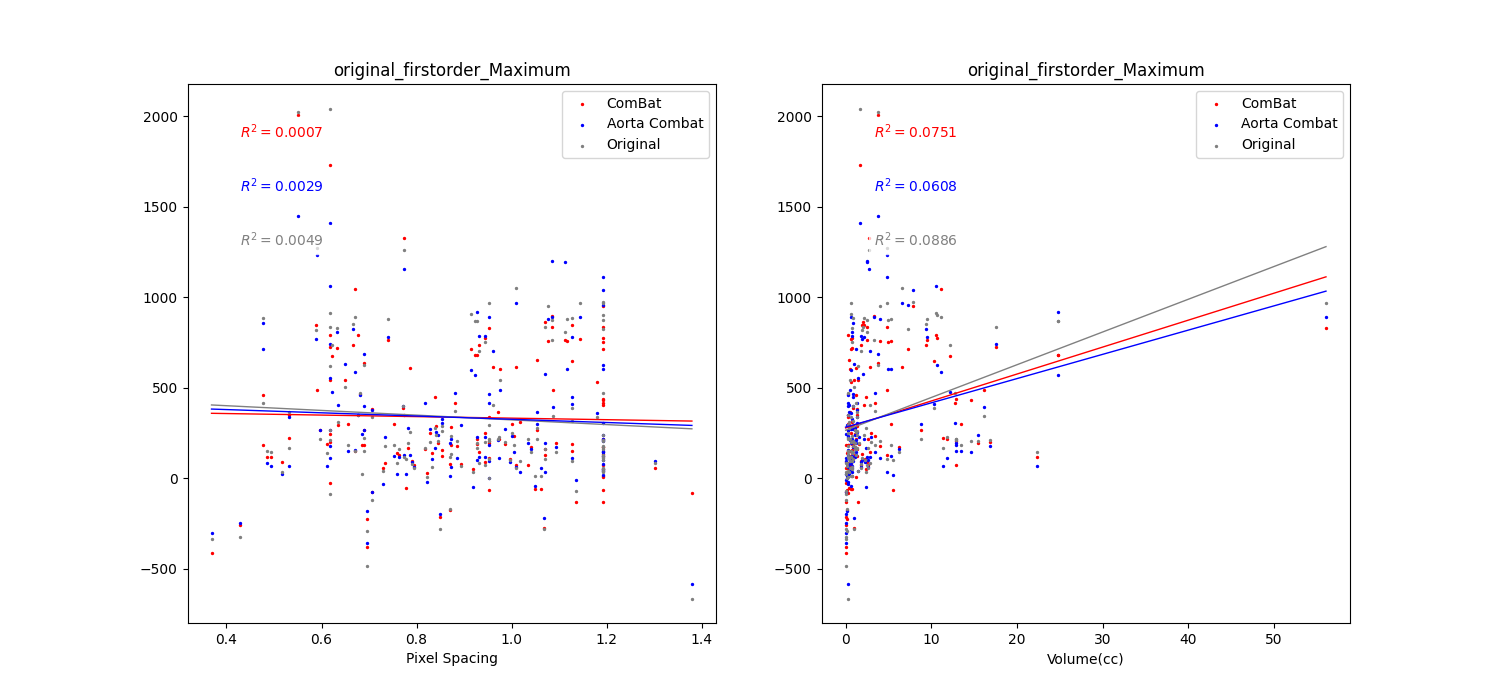 original_firstorder_Maximum
ComBat
Aorta Combat
Original
R² = 0.0007
R² = 0.0029
R² = 0.0049
2000
1500
1000
500
0
−500
0.4 0.6 0.8 1.0 1.2 1.4
Pixel Spacing
original_firstorder_Maximum
ComBat
Aorta Combat
Original
R² = 0.0751
R² = 0.0608
R² = 0.0886
2000
1500
1000
500
0
−500
0 10 20 30 40 50
Volume(cc)